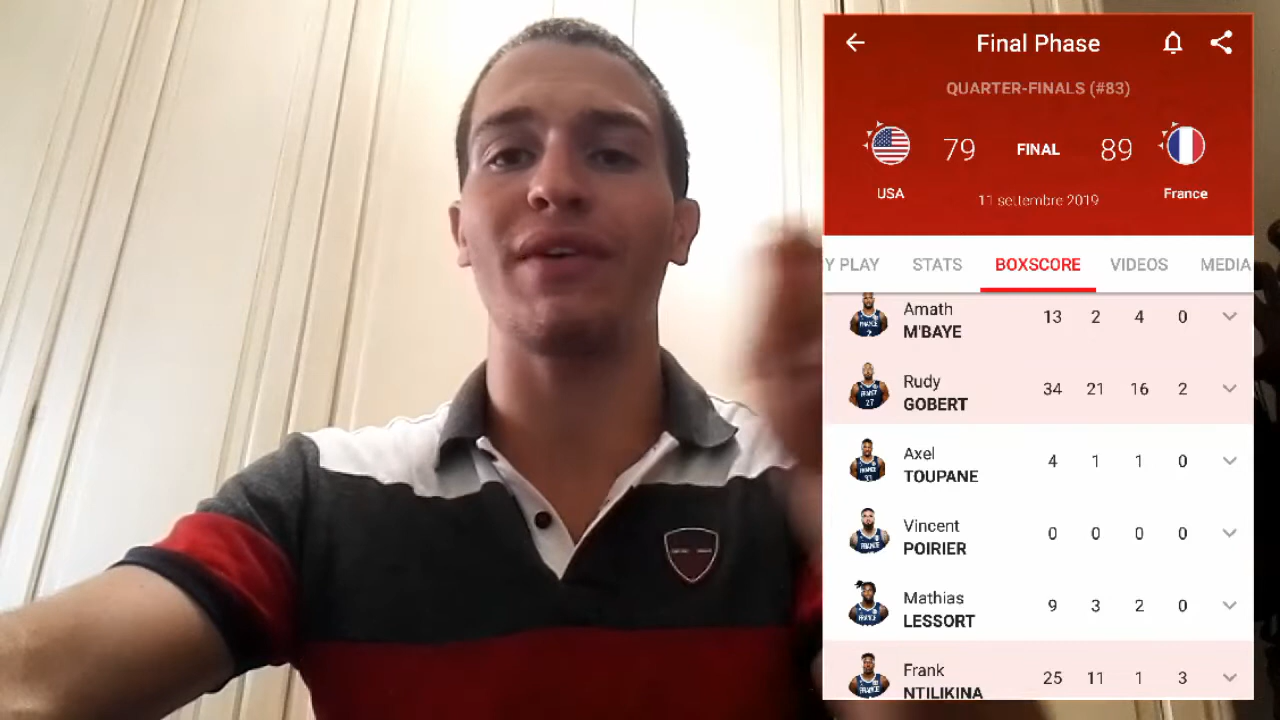 Final Phase
QUARTER-FINALS (#83)
79 FINAL 89
USA 11 settembre 2019 France
Y PLAY STATS BOXSCORE VIDEOS MEDIA
Amath
M'BAYE 13 2 4 0
Rudy
GOBERT 34 21 16 2
Axel
TOUPANE 4 1 1 0
Vincent
POIRIER 0 0 0 0
Mathias
LESSORT 9 3 2 0
Frank
NTILIKINA 25 11 1 3